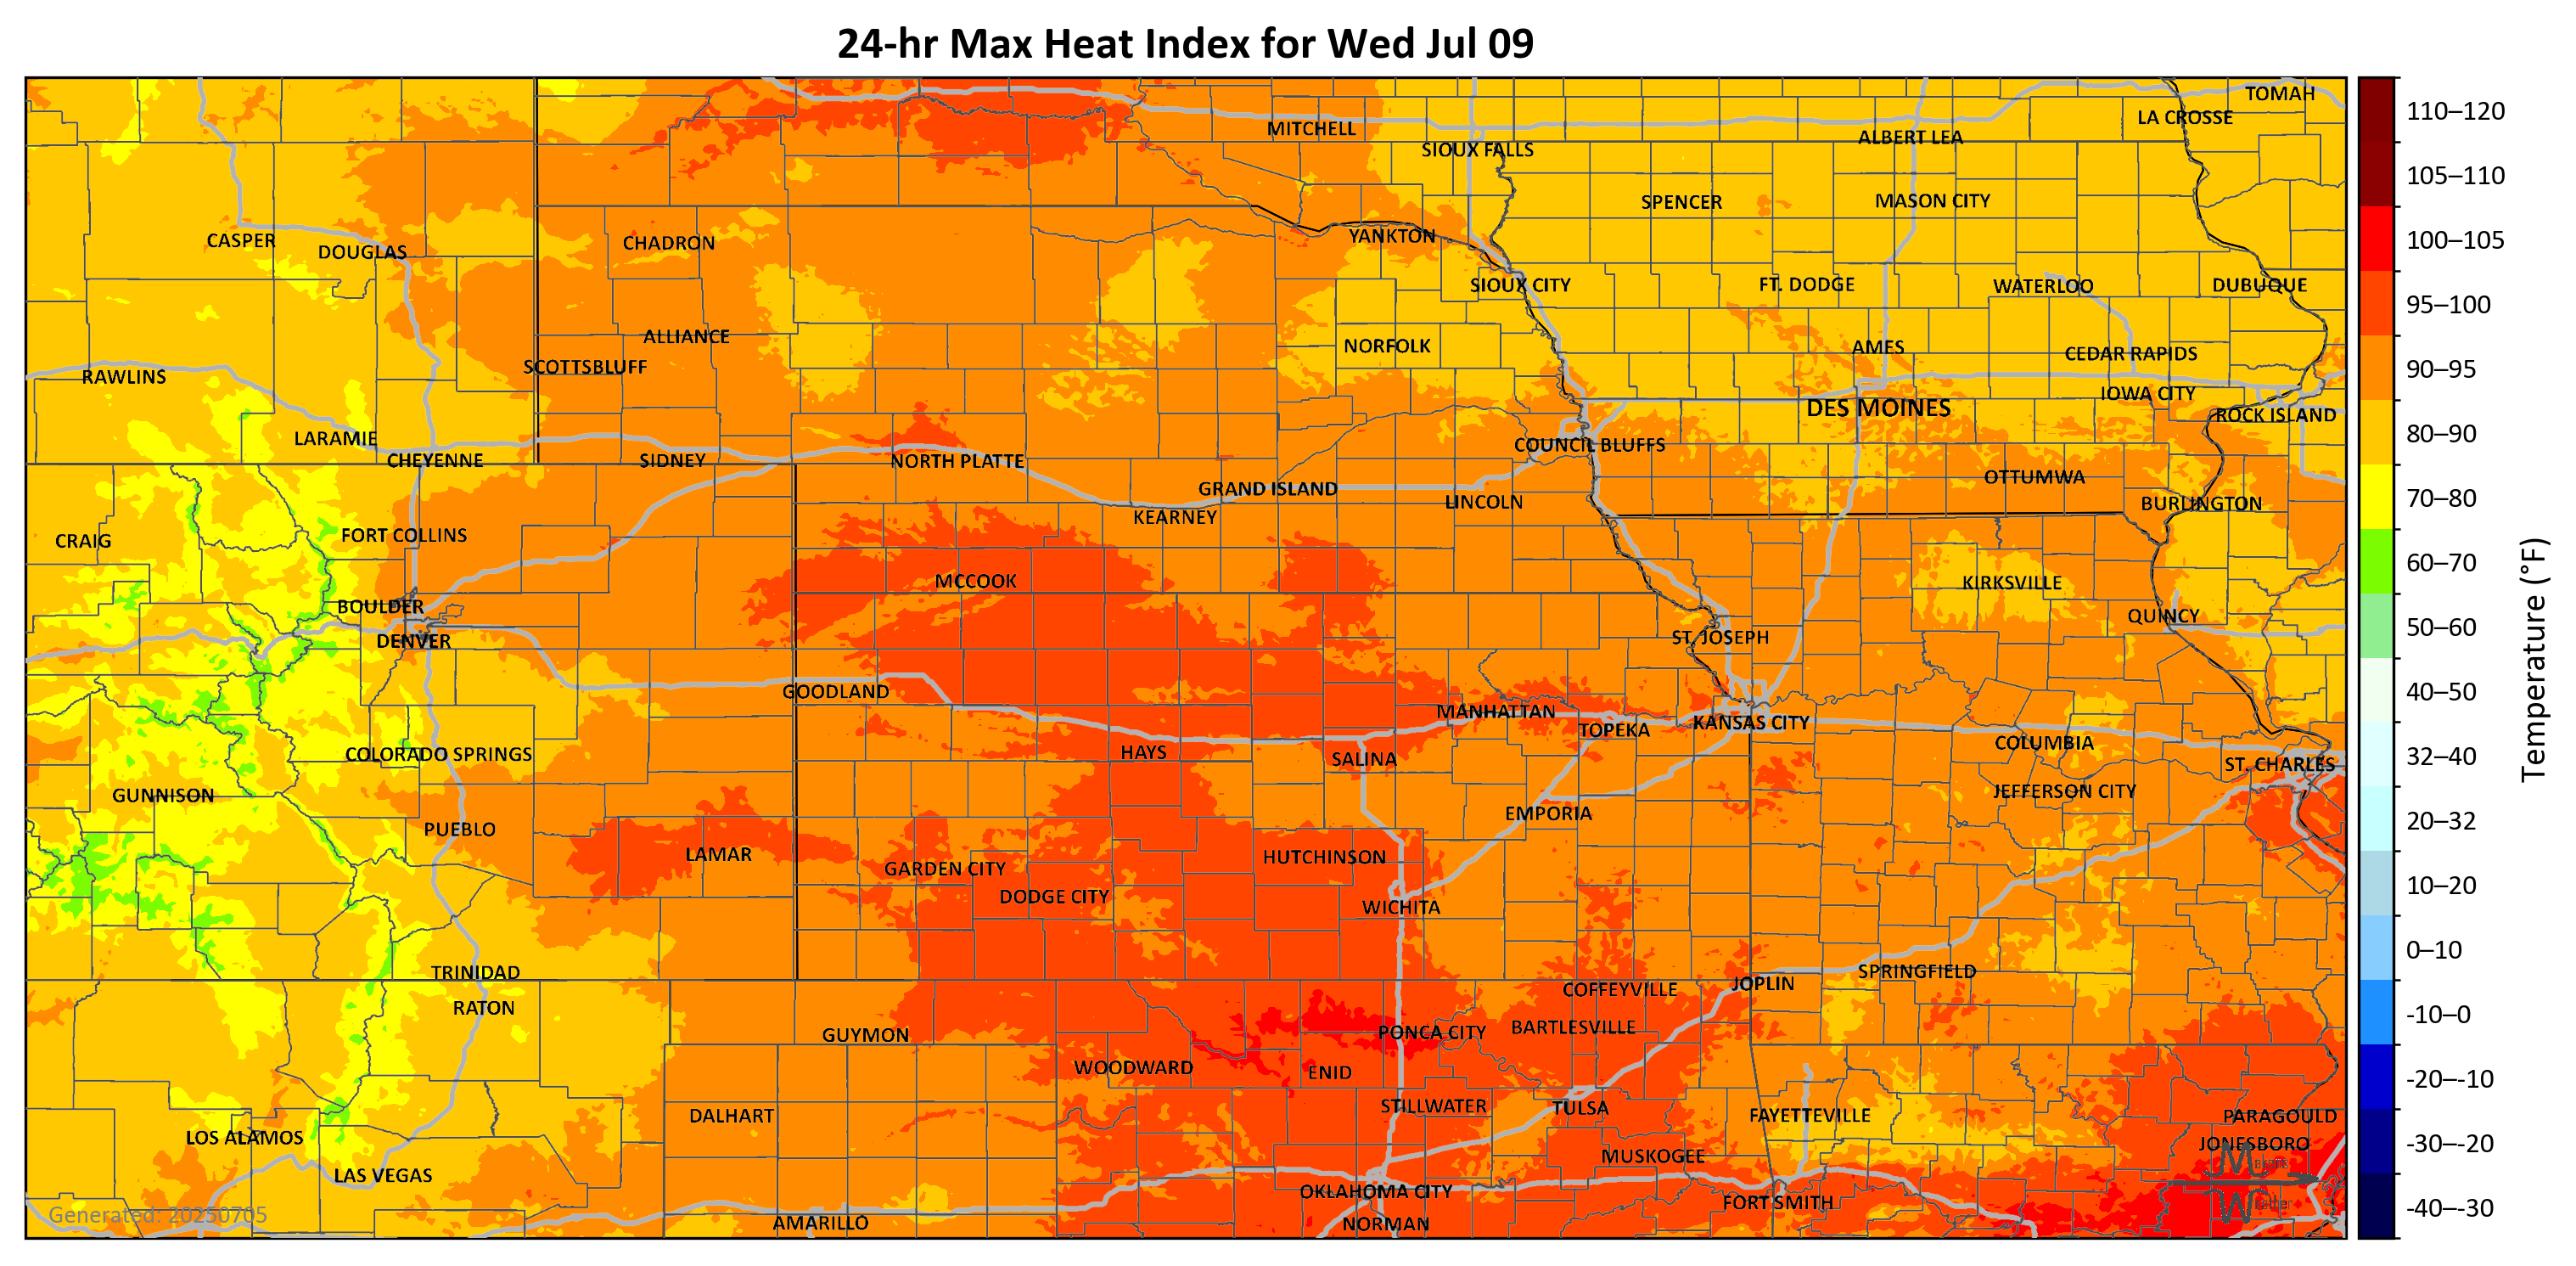 24-hr Max Heat Index for Wed Jul 09
TOMAH
LA CROSSE
MITCHELL
ALBERT LEA
SIOUX FALLS
SPENCER
MASON CITY
CASPER
DOUGLAS
CHADRON
YANKTON
SIOUX CITY
FT. DODGE
WATERLOO
DUBUQUE
ALLIANCE
NORFOLK
AMES
CEDAR RAPIDS
SCOTTSBLUFF
RAWLINS
IOWA CITY
DES MOINES
ROCK ISLAND
LARAMIE
COUNCIL BLUFFS
CHEYENNE
SIDNEY
NORTH PLATTE
OTTUMWA
GRAND ISLAND
LINCOLN
BURLINGTON
KEARNEY
FORT COLLINS
CRAIG
MCCOOK
KIRKSVILLE
BOULDER
QUINCY
DENVER
ST. JOSEPH
GOODLAND
MANHATTAN
TOPEKA
KANSAS CITY
COLUMBIA
COLORADO SPRINGS
HAYS
SALINA
ST. CHARLES
GUNNISON
JEFFERSON CITY
EMPORIA
PUEBLO
LAMAR
HUTCHINSON
GARDEN CITY
DODGE CITY
WICHITA
TRINIDAD
SPRINGFIELD
JOPLIN
COFFEYVILLE
RATON
GUYMON
PONCA CITY
BARTLESVILLE
WOODWARD
ENID
STILLWATER
TULSA
DALHART
FAYETTEVILLE
PARAGOULD
LOS ALAMOS
JONESBORO
MUSKOGEE
LAS VEGAS
OKLAHOMA CITY
FORT SMITH
AMARILLO
NORMAN
Generated: 20250705
110–120
105–110
100–105
95–100
90–95
80–90
70–80
60–70
50–60
40–50
32–40
20–32
10–20
0–10
-10–0
-20–-10
-30–-20
-40–-30
Temperature (°F)